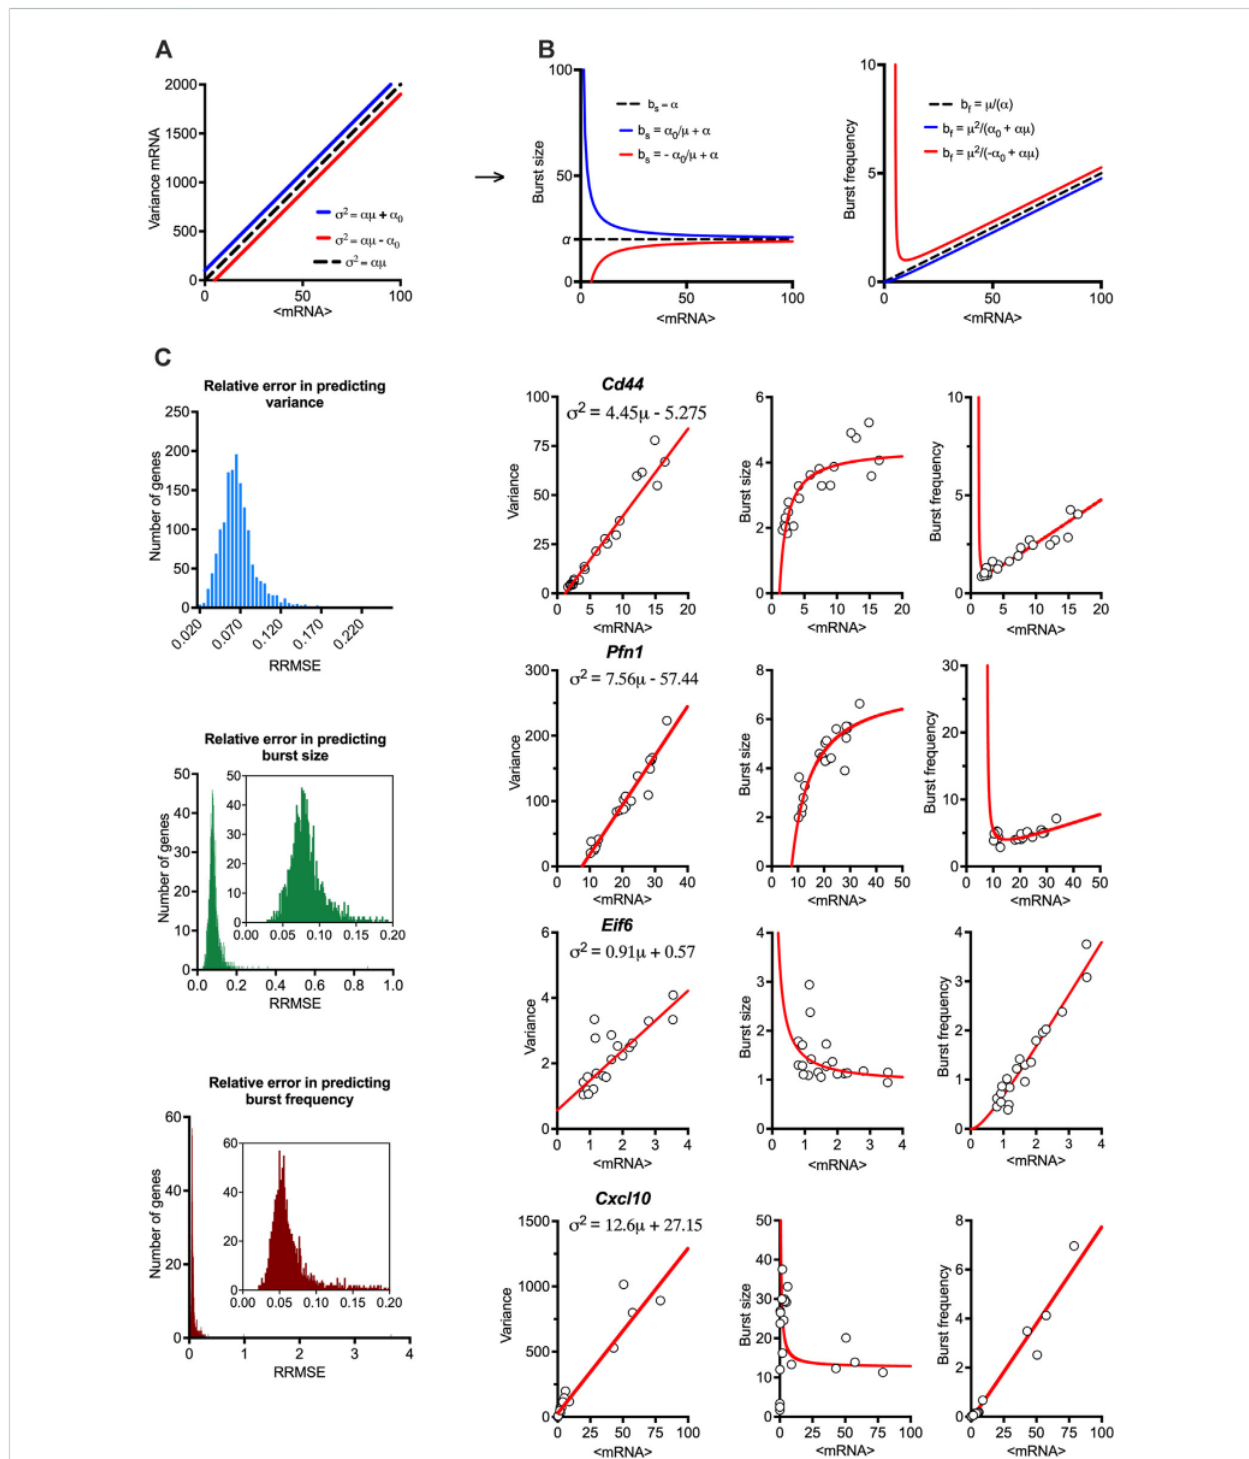 A
2000
1500
1000
500
0
Variance mRNA
σ² = αμ + α₀
σ² = αμ - α₀
σ² = αμ
0
50
100
<mRNA>
B
100
50
α
0
Burst size
bₛ = α
bₛ = α₀/μ + α
bₛ = - α₀/μ + α
0
50
100
<mRNA>
10
5
0
Burst frequency
b_f = μ/(α)
b_f = μ²/(α₀ + αμ)
b_f = μ²/(-α₀ + αμ)
0
50
100
<mRNA>
C
Relative error in predicting
variance
250
200
150
100
50
0
Number of genes
0.020
0.070
0.120
0.170
0.220
RRMSE
Relative error in predicting
burst size
50
40
30
20
10
0
Number of genes
50
40
30
20
10
0
0.00
0.05
0.10
0.15
0.20
0.0
0.2
0.4
0.6
0.8
1.0
RRMSE
Relative error in predicting
burst frequency
60
40
20
0
Number of genes
60
40
20
0
0.00
0.05
0.10
0.15
0.20
0
1
2
3
4
RRMSE
Cd44
σ² = 4.45μ - 5.275
100
75
50
25
0
Variance
0
5
10
15
20
<mRNA>
6
4
2
0
Burst size
0
5
10
15
20
<mRNA>
10
5
0
Burst frequency
0
5
10
15
20
<mRNA>
Pfn1
σ² = 7.56μ - 57.44
300
200
100
0
Variance
0
10
20
30
40
<mRNA>
8
6
4
2
0
Burst size
0
10
20
30
40
50
<mRNA>
30
20
10
0
Burst frequency
0
10
20
30
40
50
<mRNA>
Eif6
σ² = 0.91μ + 0.57
6
4
2
0
Variance
0
1
2
3
4
<mRNA>
4
3
2
1
0
Burst size
0
1
2
3
4
<mRNA>
4
3
2
1
0
Burst frequency
0
1
2
3
4
<mRNA>
Cxcl10
σ² = 12.6μ + 27.15
1500
1000
500
0
Variance
0
25
50
75
100
<mRNA>
50
40
30
20
10
0
Burst size
0
25
50
75
100
<mRNA>
8
6
4
2
0
Burst frequency
0
25
50
75
100
<mRNA>